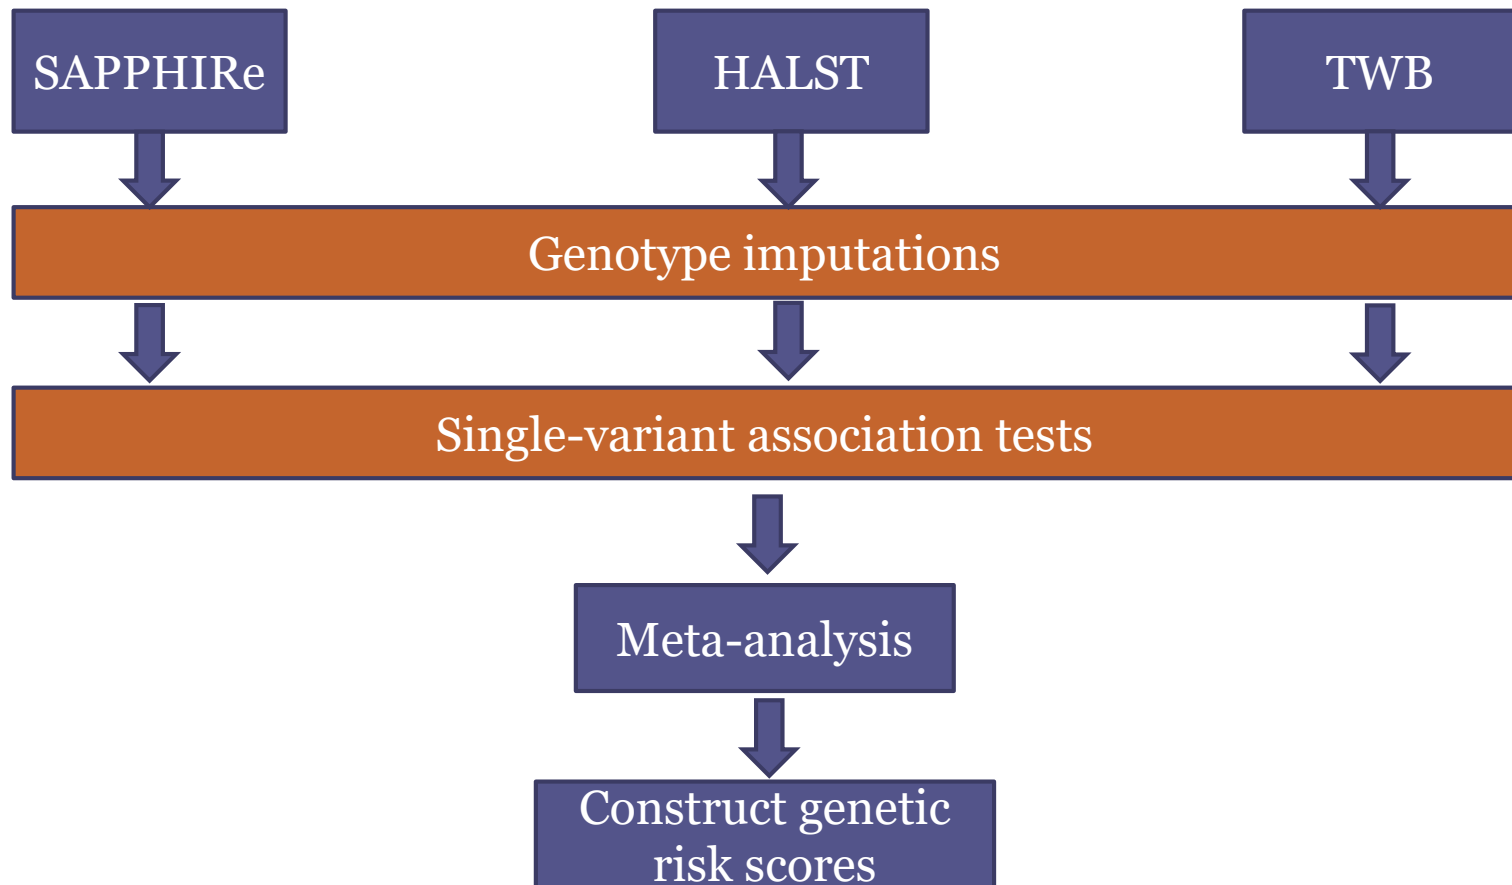 SAPPHIRe
HALST
TWB
Genotype imputations
Single-variant association tests
Meta-analysis
Construct genetic
risk scores